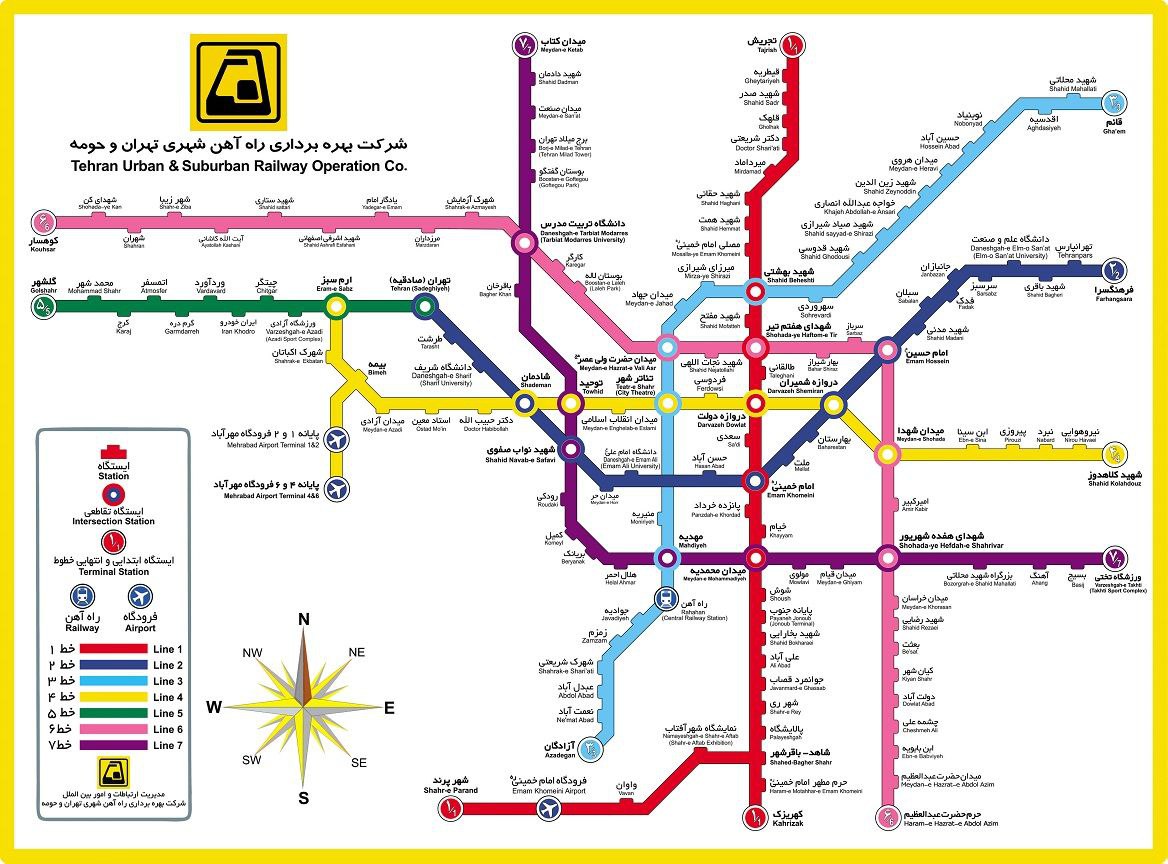 شرکت بهره برداری راه آهن شهری تهران و حومه
Tehran Urban & Suburban Railway Operation Co.
میدان کتاب
Meydan-e Ketab
شهید دادمان
Shahid Dadman
میدان صنعت
Meydan-e San'at
برج میلاد تهران
Borj-e Milad-e Tehran
(Tehran Milad Tower)
بوستان گفتگو
Boostan-e Goftegou
(Goftegou Park)
دانشگاه تربیت مدرس
Daneshgah-e Tarbiat Modarres
(Tarbiat Modarres University)
تجریش
Tajrish
قیطریه
Gheytariyeh
شهید صدر
Shahid Sadr
قلهک
Gholhak
دکتر شریعتی
Doctor Shari'ati
میرداماد
Mirdamad
شهید حقانی
Shahid Haghani
شهید همت
Shahid Hemmat
مصلی امام خمینی
Mosalla-ye Emam Khomeini
میرزای شیرازی
Mirza-ye Shirazi
میدان جهاد
Meydan-e Jahad
شهید بهشتی
Shahid Beheshti
شهید محلاتی
Shahid Mahallati
قائم
Gha'em
اقدسیه
Aghdasiyeh
نوبنیاد
Nobonyad
حسین آباد
Hossein Abad
میدان هروی
Meydan-e Heravi
شهید زین الدین
Shahid Zeynoddin
خواجه عبدالله انصاری
Khajeh Abdollah-e Ansari
شهید صیاد شیرازی
Shahid sayyad-e Shirazi
شهید قدوسی
Shahid Ghodousi
سهروردی
Sohrevardi
کوهسار
Kouhsar
شهدای کن
Shohada-ye Kan
شهران
Shahran
شهر زیبا
Shahr-e Ziba
آیت الله کاشانی
Ayatollah Kashani
شهید ستاری
Shahid sattari
شهید اشرفی اصفهانی
Shahid Ashrafi Esfahani
یادگار امام
Yadegar-e Emam
مرزداران
Marzdaran
شهرک آزمایش
Shahrak-e Azmayesh
کارگر
Karegar
بوستان لاله
Boostan-e Laleh
(Laleh Park)
باقرخان
Bagher Khan
گلشهر
Golshahr
محمد شهر
Mohammad Shahr
کرج
Karaj
اتمسفر
Atmosfer
گرم دره
Garmdarreh
وردآورد
Vardavard
ایران خودرو
Iran Khodro
چیتگر
Chitgar
ورزشگاه آزادی
Varzeshgah-e Azadi
(Azadi Sport Complex)
ارم سبز
Eram-e Sabz
تهران (صادقیه)
Tehran (Sadeghiyeh)
طرشت
Tarasht
دانشگاه شریف
Daneshgah-e Sharif
(Sharif University)
شادمان
Shademan
شهرک اکباتان
Shahrak-e Ekbatan
بیمه
Bimeh
میدان آزادی
Meydan-e Azadi
استاد معین
Ostad Mo'in
دکتر حبیب الله
Doctor Habibollah
پایانه ۱ و ۲ فرودگاه مهرآباد
Mehrabad Airport Terminal 1&2
پایانه ۴ و ۶ فرودگاه مهرآباد
Mehrabad Airport Terminal 4&6
توحید
Towhid
میدان انقلاب اسلامی
Meydan-e Enghelab-e Eslami
تئاتر شهر
Teatr-e Shahr
(City Theatre)
میدان حضرت ولی عصر
Meydan-e Hazrat-e Vali Asr
شهید نجات اللهی
Shahid Nejatollahi
شهید مفتح
Shahid Mofatteh
شهدای هفتم تیر
Shohada-ye Haftom-e Tir
طالقانی
Taleghani
بهار شیراز
Bahar Shiraz
سرباز
Sarbaz
امام حسین
Emam Hossein
شهید مدنی
Shahid Madani
سبلان
Sabalan
فدک
Fadak
جانبازان
Janbazan
سرسبز
Sarsabz
دانشگاه علم و صنعت
Daneshgah-e Elm-o San'at
(Elm-o San'at University)
شهید باقری
Shahid Bagheri
تهرانپارس
Tehranpars
فرهنگسرا
Farhangsara
فردوسی
Ferdowsi
دروازه دولت
Darvazeh Dowlat
دروازه شمیران
Darvazeh Shemiran
سعدی
Sa'di
بهارستان
Baharestan
ملت
Mellat
میدان شهدا
Meydan-e Shohada
ابن سینا
Ebn-e Sina
پیروزی
Pirouzi
نبرد
Nabard
نیروهوایی
Nirou Havaei
شهید کلاهدوز
Shahid Kolahdouz
شهید نواب صفوی
Shahid Navab-e Safavi
دانشگاه امام علی
Daneshgah-e Emam Ali
(Emam Ali University)
میدان حر
Meydan-e Horr
حسن آباد
Hasan Abad
امام خمینی
Emam Khomeini
رودکی
Roudaki
کمیل
Komeyl
بریانک
Beryanak
هلال احمر
Helal Ahmar
منیریه
Moniriyeh
مهدیه
Mahdiyeh
پانزده خرداد
Panzdah-e Khordad
خیام
Khayyam
میدان محمدیه
Meydan-e Mohammadiyeh
مولوی
Mowlavi
میدان قیام
Meydan-e Ghiyam
امیرکبیر
Amir Kabir
شهدای هفده شهریور
Shohada-ye Hefdah-e Shahrivar
بزرگراه شهید محلاتی
Bozorgrah-e Shahid Mahallati
آهنگ
Ahang
بسیج
Basij
ورزشگاه تختی
Varzeshgah-e Takhti
(Takhti Sport Complex)
راه آهن
Rahahan
(Central Railway Station)
جوادیه
Javadiyeh
زمزم
Zamzam
شهرک شریعتی
Shahrak-e Shari'ati
عبدل آباد
Abdol Abad
نعمت آباد
Ne'mat Abad
آزادگان
Azadegan
شوش
Shoush
پایانه جنوب
Payaneh Jonoub
(Jonoub Terminal)
شهید بخارایی
Shahid Bokharaei
علی آباد
Ali Abad
جوانمرد قصاب
Javanmard-e Ghassab
شهر ری
Shahr-e Rey
پالایشگاه
Palayeshgah
شاهد - باقرشهر
Shahed-Bagher Shahr
حرم مطهر امام خمینی
Haram-e Motahhar-e Emam Khomeini
کهریزک
Kahrizak
نمایشگاه شهرآفتاب
Namayeshgah-e Shahr-e Aftab
(Shahr-e Aftab Exhibition)
واوان
Vavan
فرودگاه امام خمینی
Emam Khomeini Airport
شهر پرند
Shahr-e Parand
میدان خراسان
Meydan-e Khorasan
شهید رضایی
Shahid Rezaei
بعثت
Be'sat
کیان شهر
Kiyan Shahr
دولت آباد
Dowlat Abad
چشمه علی
Cheshmeh Ali
ابن بابویه
Ebn-e Babviyeh
میدان حضرت عبدالعظیم
Meydan-e Hazrat-e Abdol Azim
حرم حضرت عبدالعظیم
Haram-e Hazrat-e Abdol Azim
ایستگاه
Station
ایستگاه تقاطعی
Intersection Station
ایستگاه ابتدایی و انتهایی خطوط
Terminal Station
راه آهن
Railway
فرودگاه
Airport
خط ۱ Line 1
خط ۲ Line 2
خط ۳ Line 3
خط ۴ Line 4
خط ۵ Line 5
خط ۶ Line 6
خط ۷ Line 7
مدیریت ارتباطات و امور بین الملل
شرکت بهره برداری راه آهن شهری تهران و حومه
N
NE
E
SE
S
SW
W
NW